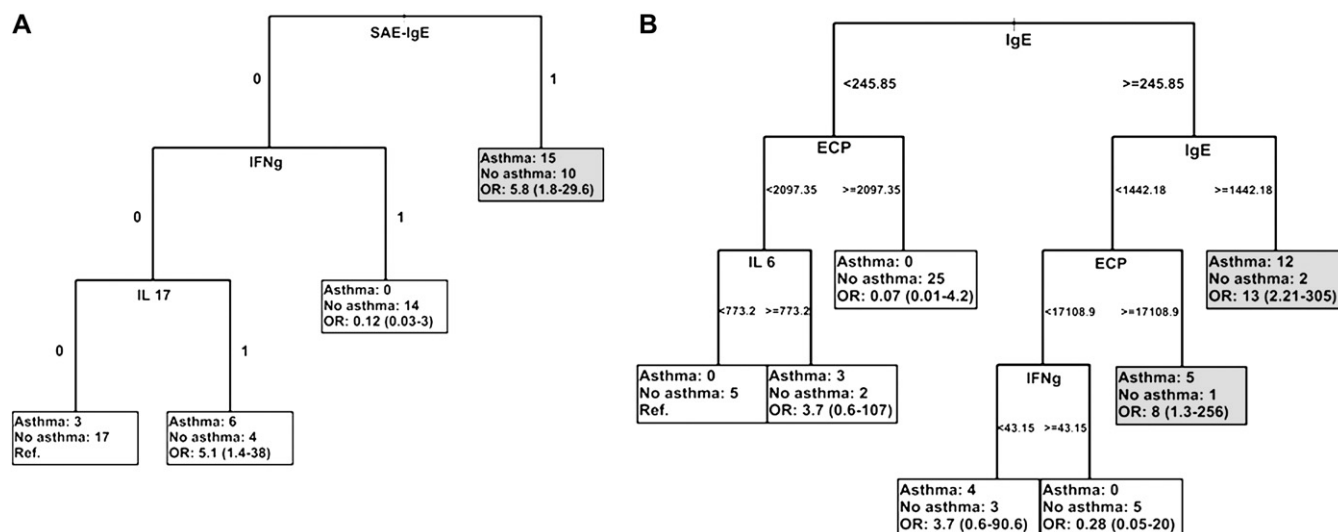 A
SAE-IgE
0
1
IFNg
Asthma: 15
No asthma: 10
OR: 5.8 (1.8-29.6)
0
1
IL 17
Asthma: 0
No asthma: 14
OR: 0.12 (0.03-3)
0
1
Asthma: 3
No asthma: 17
Ref.
Asthma: 6
No asthma: 4
OR: 5.1 (1.4-38)
B
IgE
<245.85
>=245.85
ECP
IgE
<2097.35
>=2097.35
<1442.18
>=1442.18
IL 6
Asthma: 0
No asthma: 25
OR: 0.07 (0.01-4.2)
ECP
Asthma: 12
No asthma: 2
OR: 13 (2.21-305)
<773.2
>=773.2
<17108.9
>=17108.9
Asthma: 0
No asthma: 5
Ref.
Asthma: 3
No asthma: 2
OR: 3.7 (0.6-107)
IFNg
Asthma: 5
No asthma: 1
OR: 8 (1.3-256)
<43.15
>=43.15
Asthma: 4
No asthma: 3
OR: 3.7 (0.6-90.6)
Asthma: 0
No asthma: 5
OR: 0.28 (0.05-20)